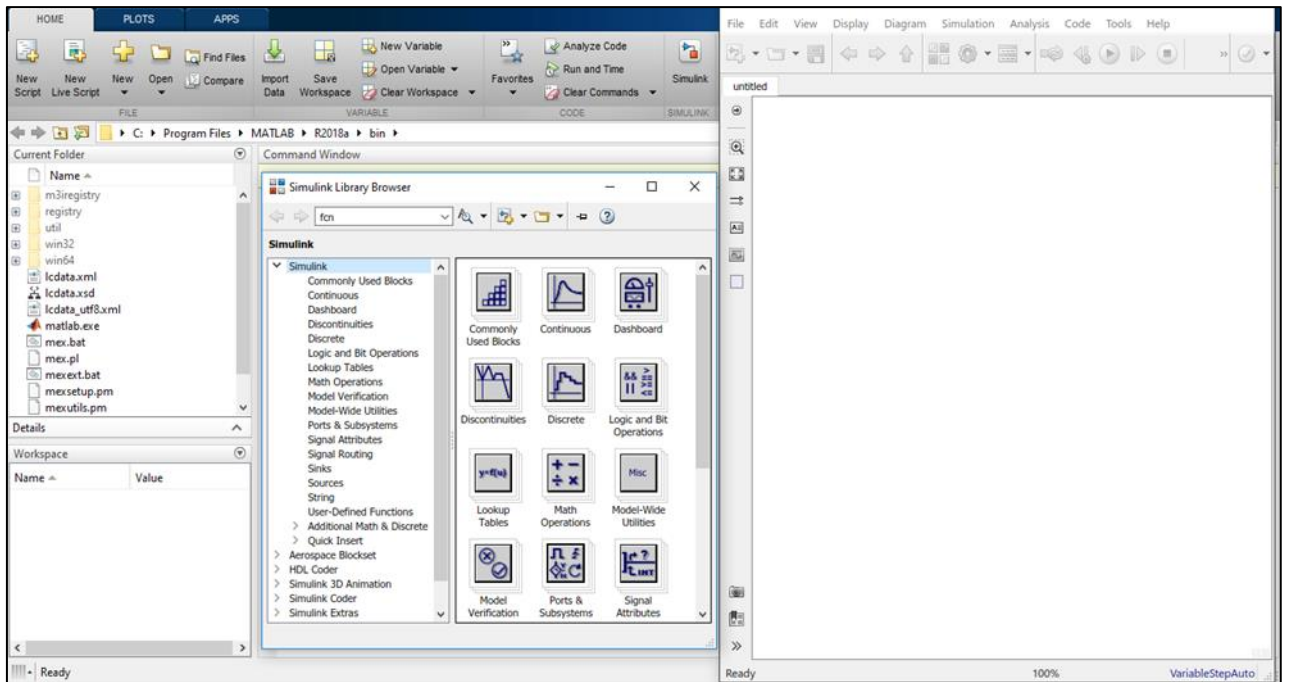 HOME PLOTS APPS
New Script
New Live Script
New
Open
Find Files
Compare
FILE
Import Data
Save Workspace
New Variable
Open Variable
Clear Workspace
VARIABLE
Favorites
Analyze Code
Run and Time
Clear Commands
CODE
Simulink
SIMULINK
C: Program Files MATLAB R2018a bin
Current Folder
Name
m3iregistry
registry
util
win32
win64
lcdata.xml
lcdata.xsd
lcdata_utf8.xml
matlab.exe
mex.bat
mex.pl
mexext.bat
mexsetup.pm
mexutils.pm
Details
Workspace
Name Value
Ready
Command Window
Simulink Library Browser
fcn
Simulink
Simulink
Commonly Used Blocks
Continuous
Dashboard
Discontinuities
Discrete
Logic and Bit Operations
Lookup Tables
Math Operations
Model Verification
Model-Wide Utilities
Ports & Subsystems
Signal Attributes
Signal Routing
Sinks
Sources
String
User-Defined Functions
Additional Math & Discrete
Quick Insert
Aerospace Blockset
HDL Coder
Simulink 3D Animation
Simulink Coder
Simulink Extras
Commonly Used Blocks
Continuous
Dashboard
Discontinuities
Discrete
Logic and Bit Operations
y=f(u)
Lookup Tables
Math Operations
Misc
Model-Wide Utilities
Model Verification
Ports & Subsystems
Signal Attributes
File Edit View Display Diagram Simulation Analysis Code Tools Help
untitled
Ready 100% VariableStepAuto